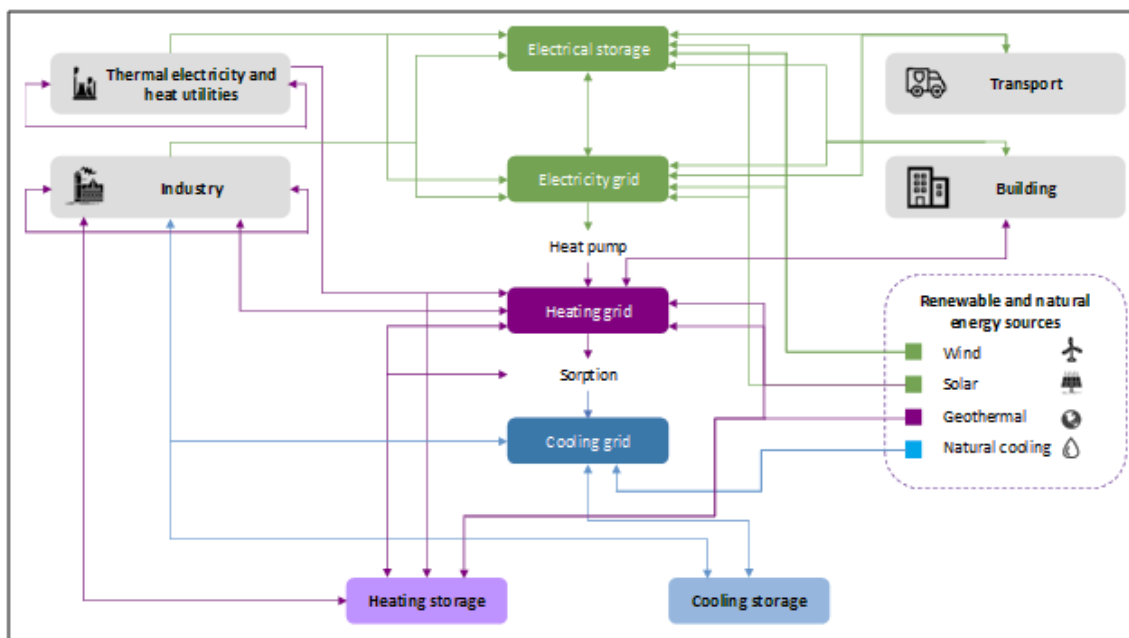 Electrical storage
Thermal electricity and
heat utilities
Transport
Industry
Electricity grid
Building
Heat pump
Heating grid
Renewable and natural
energy sources
Wind
Solar
Sorption
Geothermal
Cooling grid
Natural cooling
Heating storage
Cooling storage